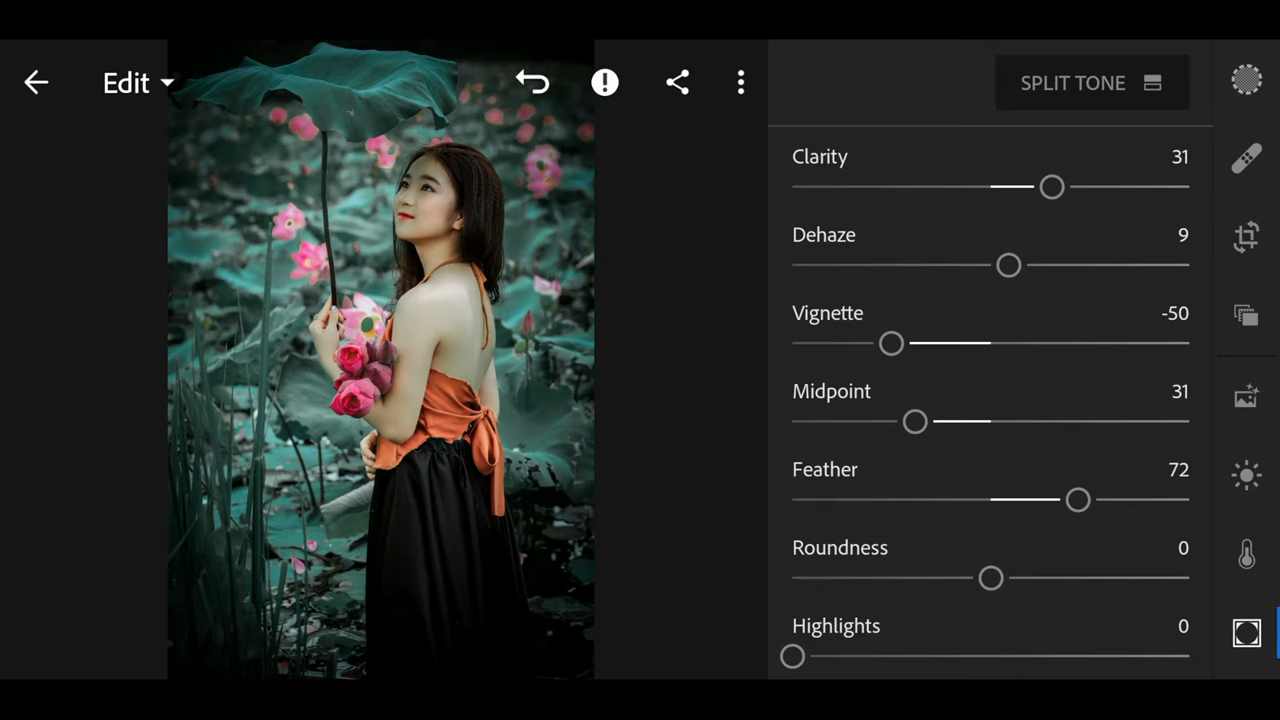 Edit
SPLIT TONE
Clarity 31
Dehaze 9
Vignette -50
Midpoint 31
Feather 72
Roundness 0
Highlights 0